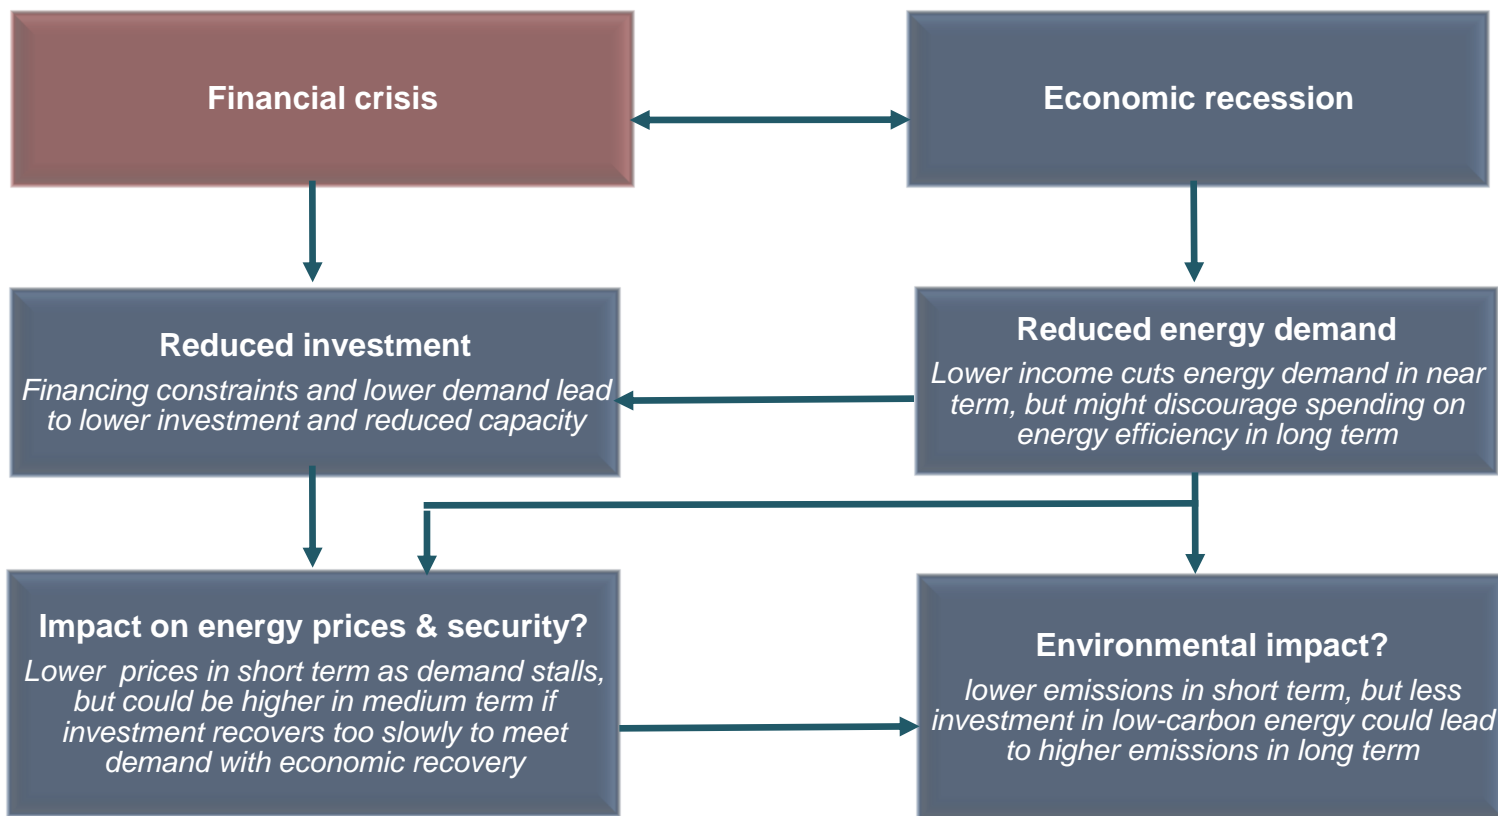 Financial crisis
Economic recession
Reduced investment
Financing constraints and lower demand lead
to lower investment and reduced capacity
Reduced energy demand
Lower income cuts energy demand in near
term, but might discourage spending on
energy efficiency in long term
Impact on energy prices & security?
Lower  prices in short term as demand stalls,
but could be higher in medium term if
investment recovers too slowly to meet
demand with economic recovery
Environmental impact?
lower emissions in short term, but less
investment in low-carbon energy could lead
to higher emissions in long term